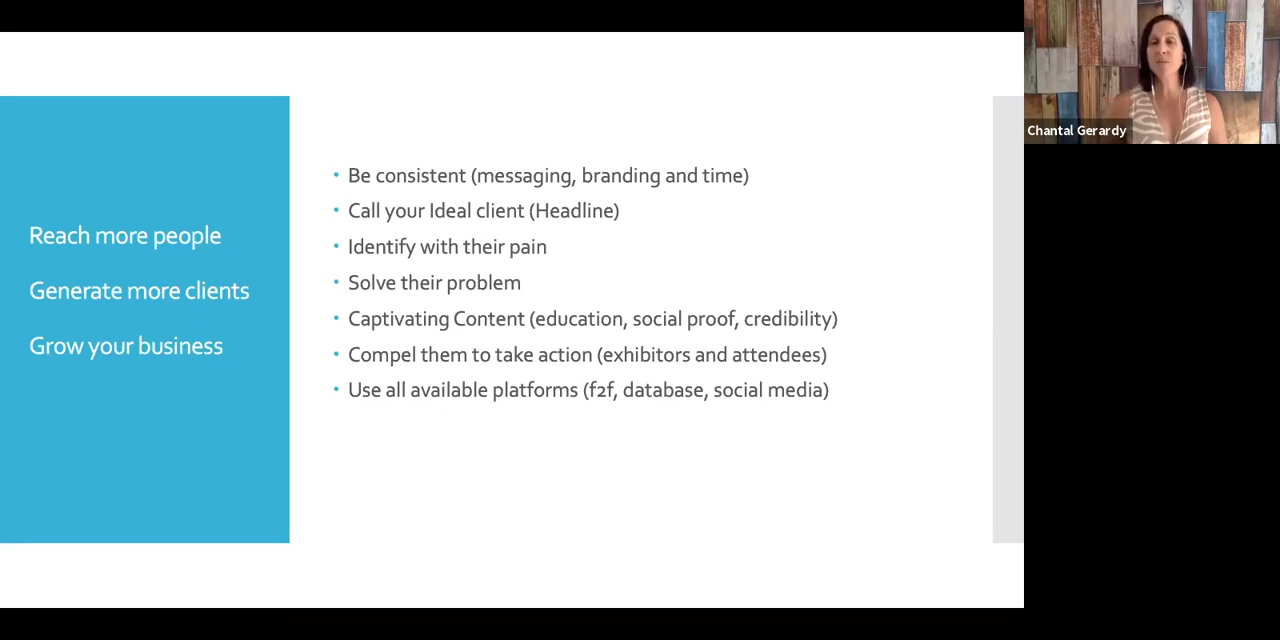 Reach more people
Generate more clients
Grow your business
Be consistent (messaging, branding and time)
Call your Ideal client (Headline)
Identify with their pain
Solve their problem
Captivating Content (education, social proof, credibility)
Compel them to take action (exhibitors and attendees)
Use all available platforms (f2f, database, social media)
Chantal Gerardy